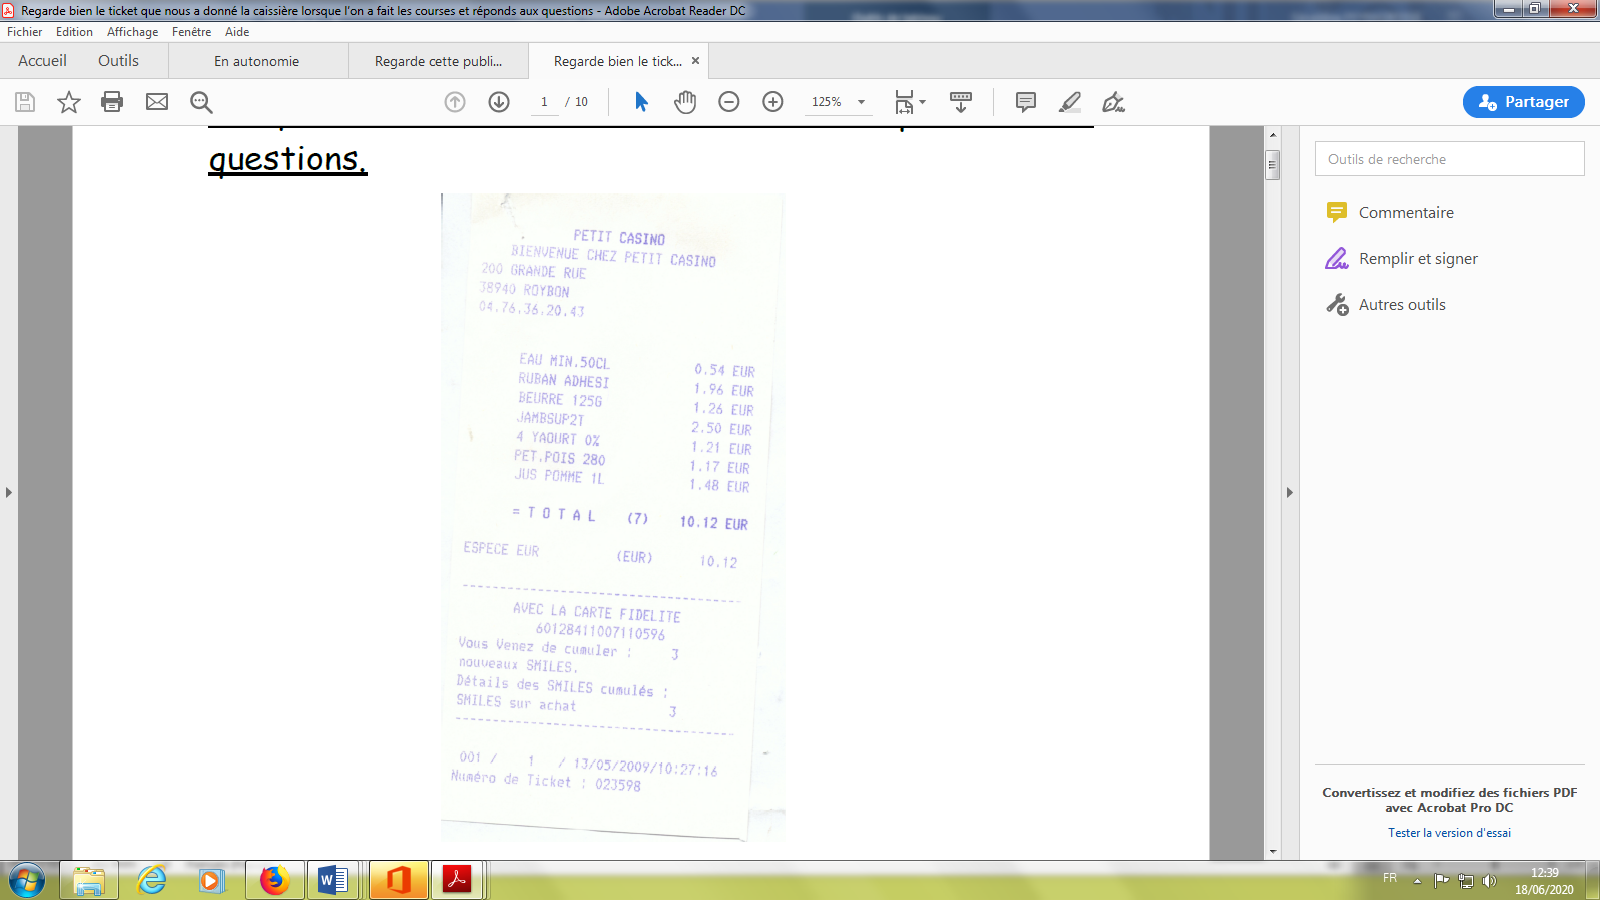 Regarde bien le ticket que nous a donné la caissière lorsque l'on a fait les courses et réponds aux questions - Adobe Acrobat Reader DC
Fichier Edition Affichage Fenêtre Aide
Accueil Outils En autonomie Regarde cette publi... Regarde bien le tick... ×
1 / 10 125% Partager
questions.
PETIT CASINO
BIENVENUE CHEZ PETIT CASINO
200 GRANDE RUE
38940 ROYBON
04.76.36.20.43
EAU MIN.50CL 0.54 EUR
RUBAN ADHESI 1.96 EUR
BEURRE 125G 1.26 EUR
JAMBSUP2T 2.50 EUR
4 YAOURT 0% 1.21 EUR
PET.POIS 280 1.17 EUR
JUS POMME 1L 1.48 EUR
= T O T A L (7) 10.12 EUR
ESPECE EUR (EUR) 10.12
AVEC LA CARTE FIDELITE
60128411007110596
Vous Venez de cumuler : 3
nouveaux SMILES.
Détails des SMILES cumulés :
SMILES sur achat 3
001 / 1 / 13/05/2009/10:27:16
Numéro de Ticket : 023598
Outils de recherche
Commentaire
Remplir et signer
Autres outils
Convertissez et modifiez des fichiers PDF
avec Acrobat Pro DC
Tester la version d'essai
FR 12:39
18/06/2020